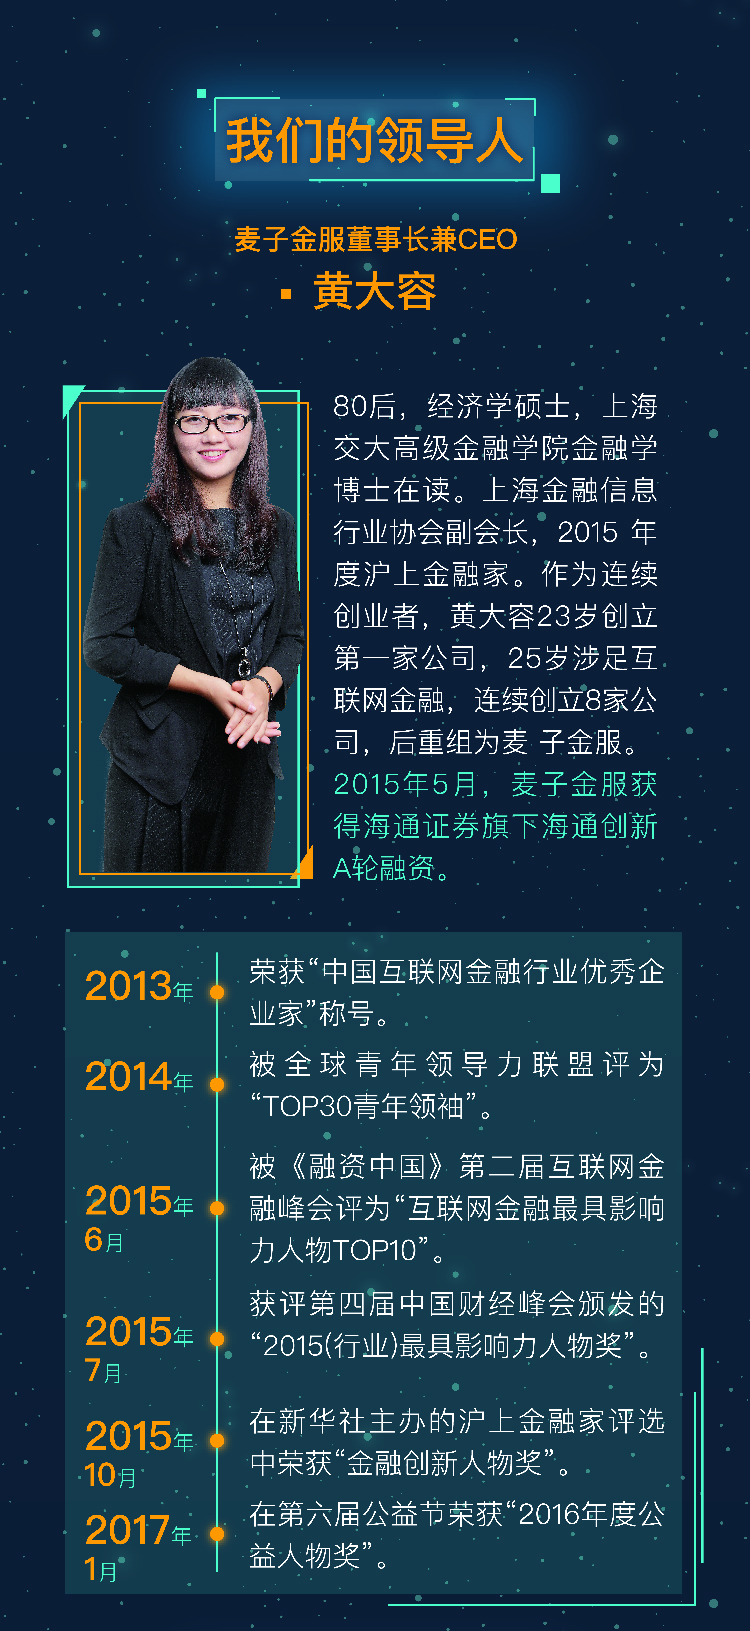 我们的领导人
麦子金服董事长兼CEO
黄大容
80后，经济学硕士，上海
交大高级金融学院金融学
博士在读。上海金融信息
行业协会副会长，2015 年
度沪上金融家。作为连续
创业者，黄大容23岁创立
第一家公司，25岁涉足互
联网金融，连续创立8家公
司，后重组为麦 子金服。
2015年5月，麦子金服获
得海通证券旗下海通创新
A轮融资。
2013年
荣获“中国互联网金融行业优秀企
业家”称号。
2014年
被全球青年领导力联盟评为
“TOP30青年领袖”。
2015年
6月
被《融资中国》第二届互联网金
融峰会评为“互联网金融最具影响
力人物TOP10”。
2015年
7月
获评第四届中国财经峰会颁发的
“2015(行业)最具影响力人物奖”。
2015年
10月
在新华社主办的沪上金融家评选
中荣获“金融创新人物奖”。
2017年
1月
在第六届公益节荣获“2016年度公
益人物奖”。